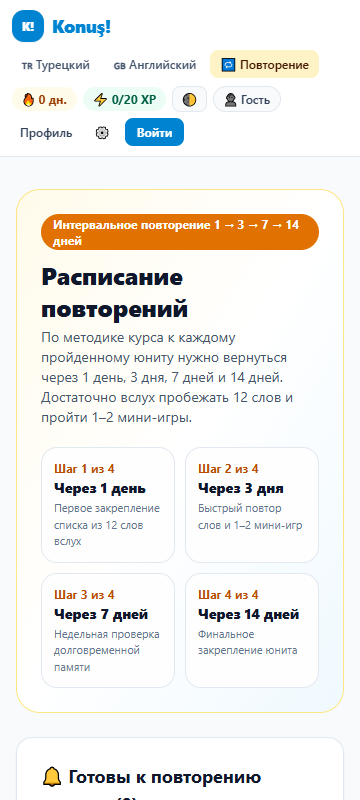 K! Konuş!
TR Турецкий GB Английский Повторение
0 дн. 0/20 XP Гость
Профиль Войти
Интервальное повторение 1 → 3 → 7 → 14
дней
Расписание
повторений
По методике курса к каждому
пройденному юниту нужно вернуться
через 1 день, 3 дня, 7 дней и 14 дней.
Достаточно вслух пробежать 12 слов и
пройти 1–2 мини-игры.
Шаг 1 из 4
Через 1 день
Первое закрепление
списка из 12 слов
вслух
Шаг 2 из 4
Через 3 дня
Быстрый повтор
слов и 1–2 мини-игр
Шаг 3 из 4
Через 7 дней
Недельная проверка
долговременной
памяти
Шаг 4 из 4
Через 14 дней
Финальное
закрепление юнита
Готовы к повторению